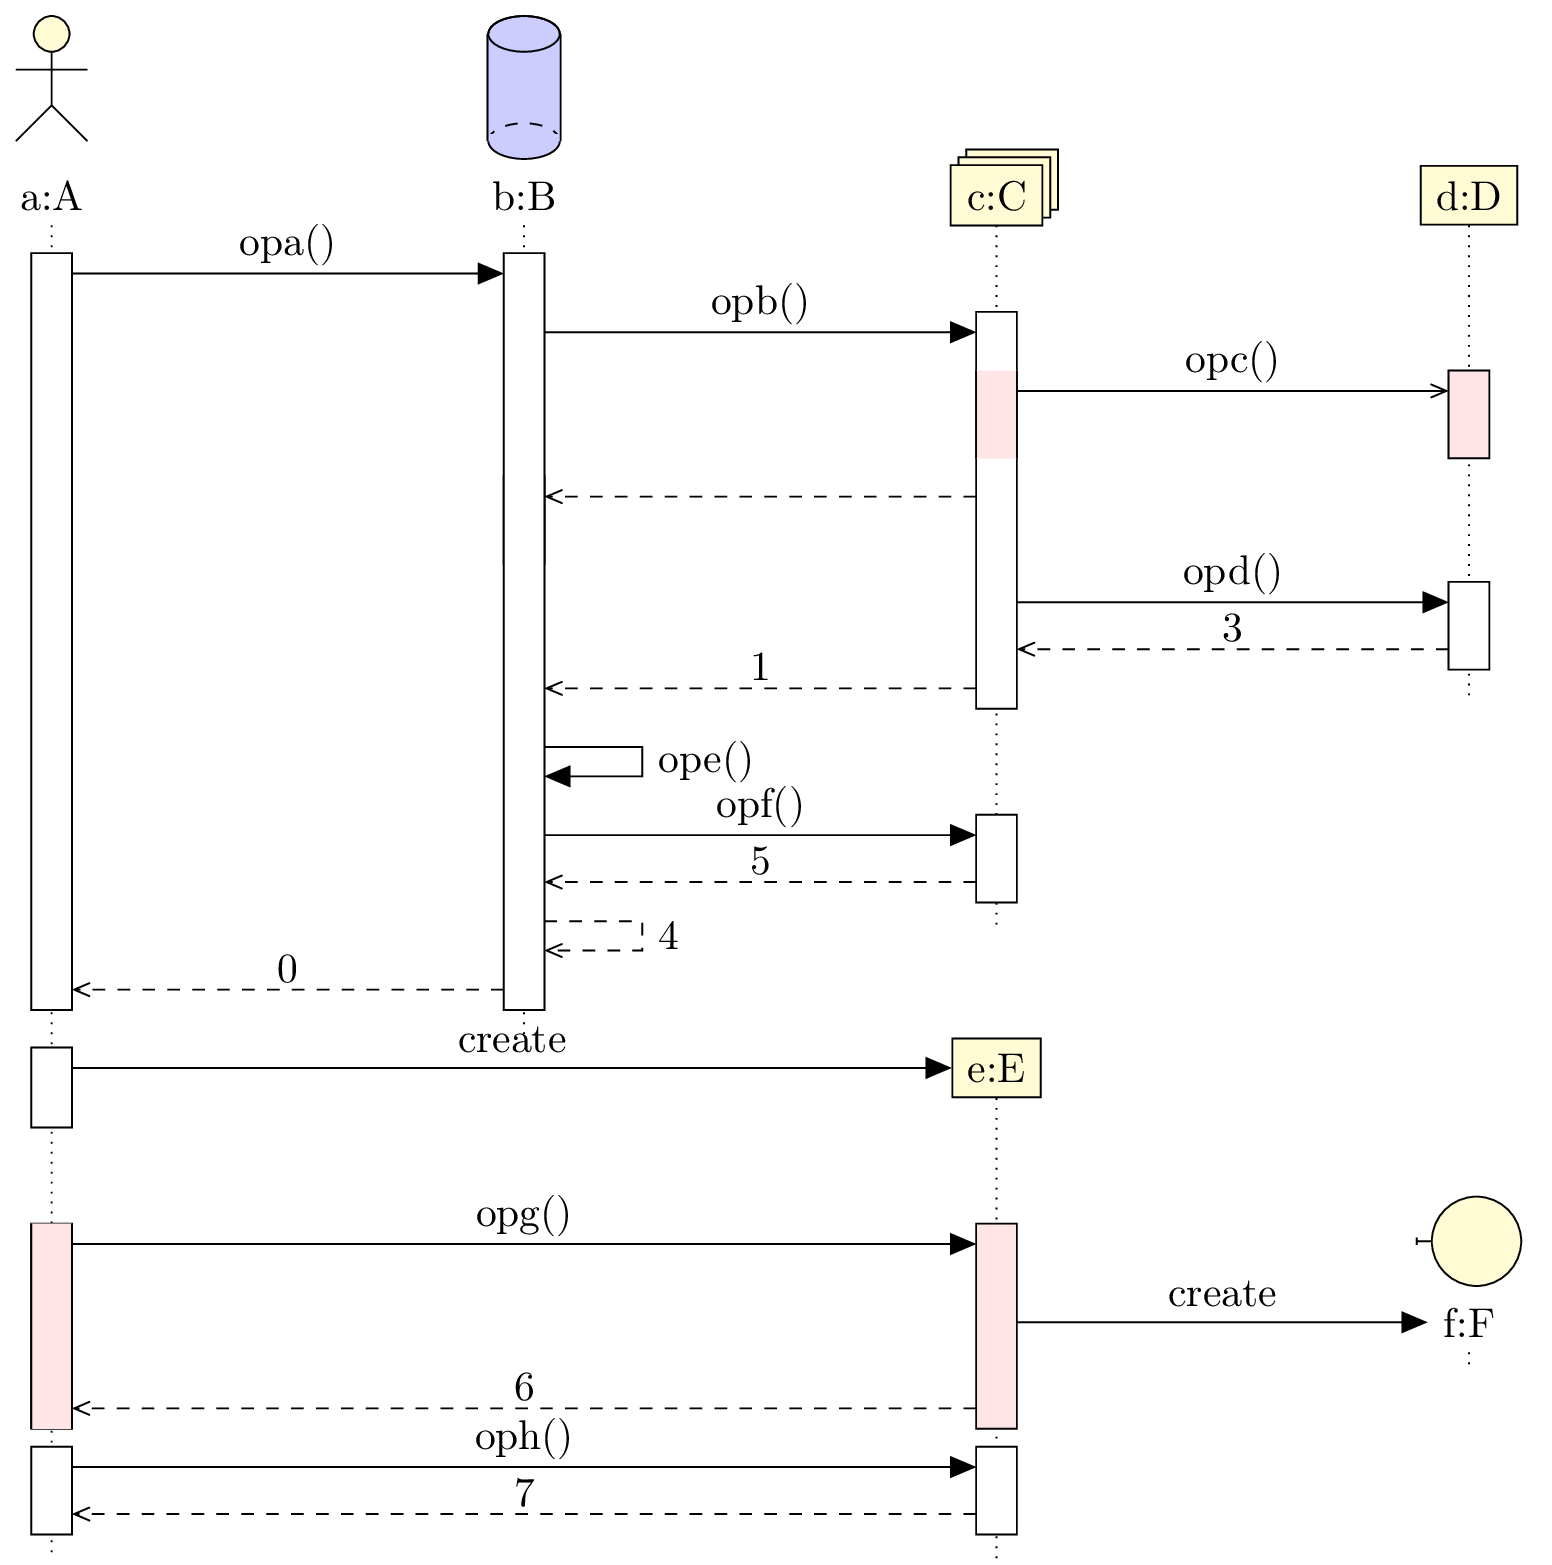 a:A
b:B
c:C
d:D
opa()
opb()
opc()
opd()
3
1
ope()
opf()
5
4
0
create
e:E
opg()
create
f:F
6
oph()
7